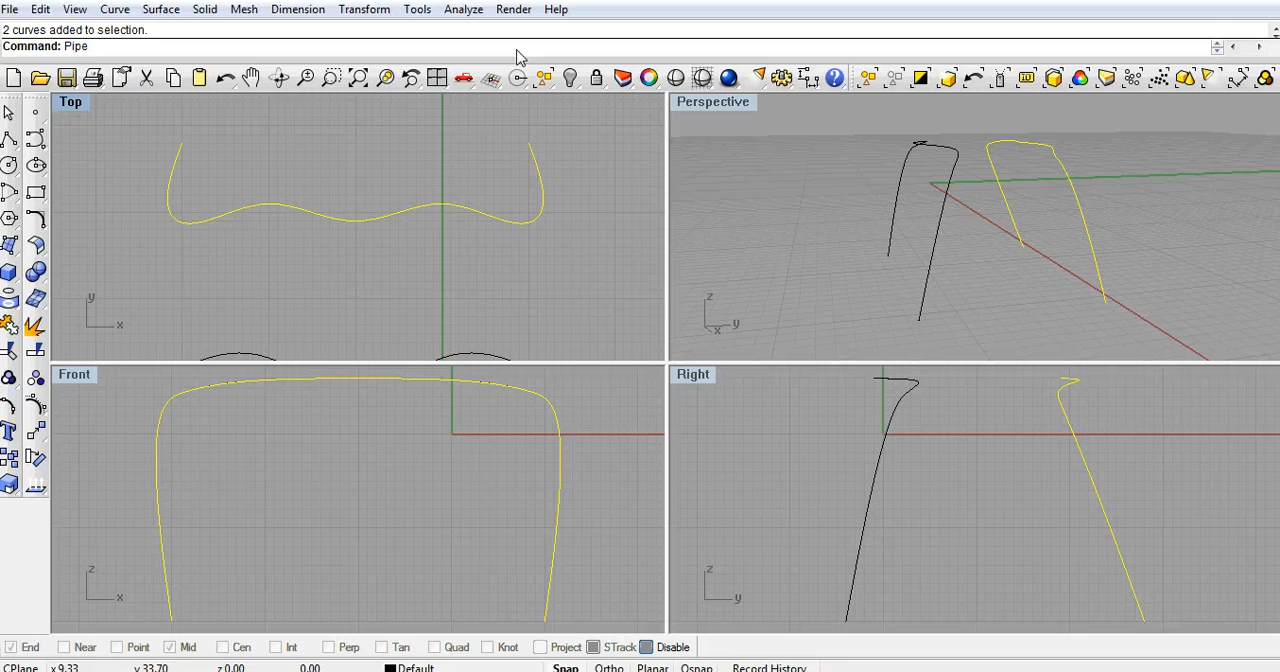 File Edit View Curve Surface Solid Mesh Dimension Transform Tools Analyze Render Help
2 curves added to selection.
Command: Pipe
Top
Perspective
y
x
z
x
y
Front
Right
z
x
z
y
End Near Point Mid Cen Int Perp Tan Quad Knot Project STrack Disable
CPlane x 9.33 y 33.70 z 0.00 0.00 Default Snap Ortho Planar Osnap Record History